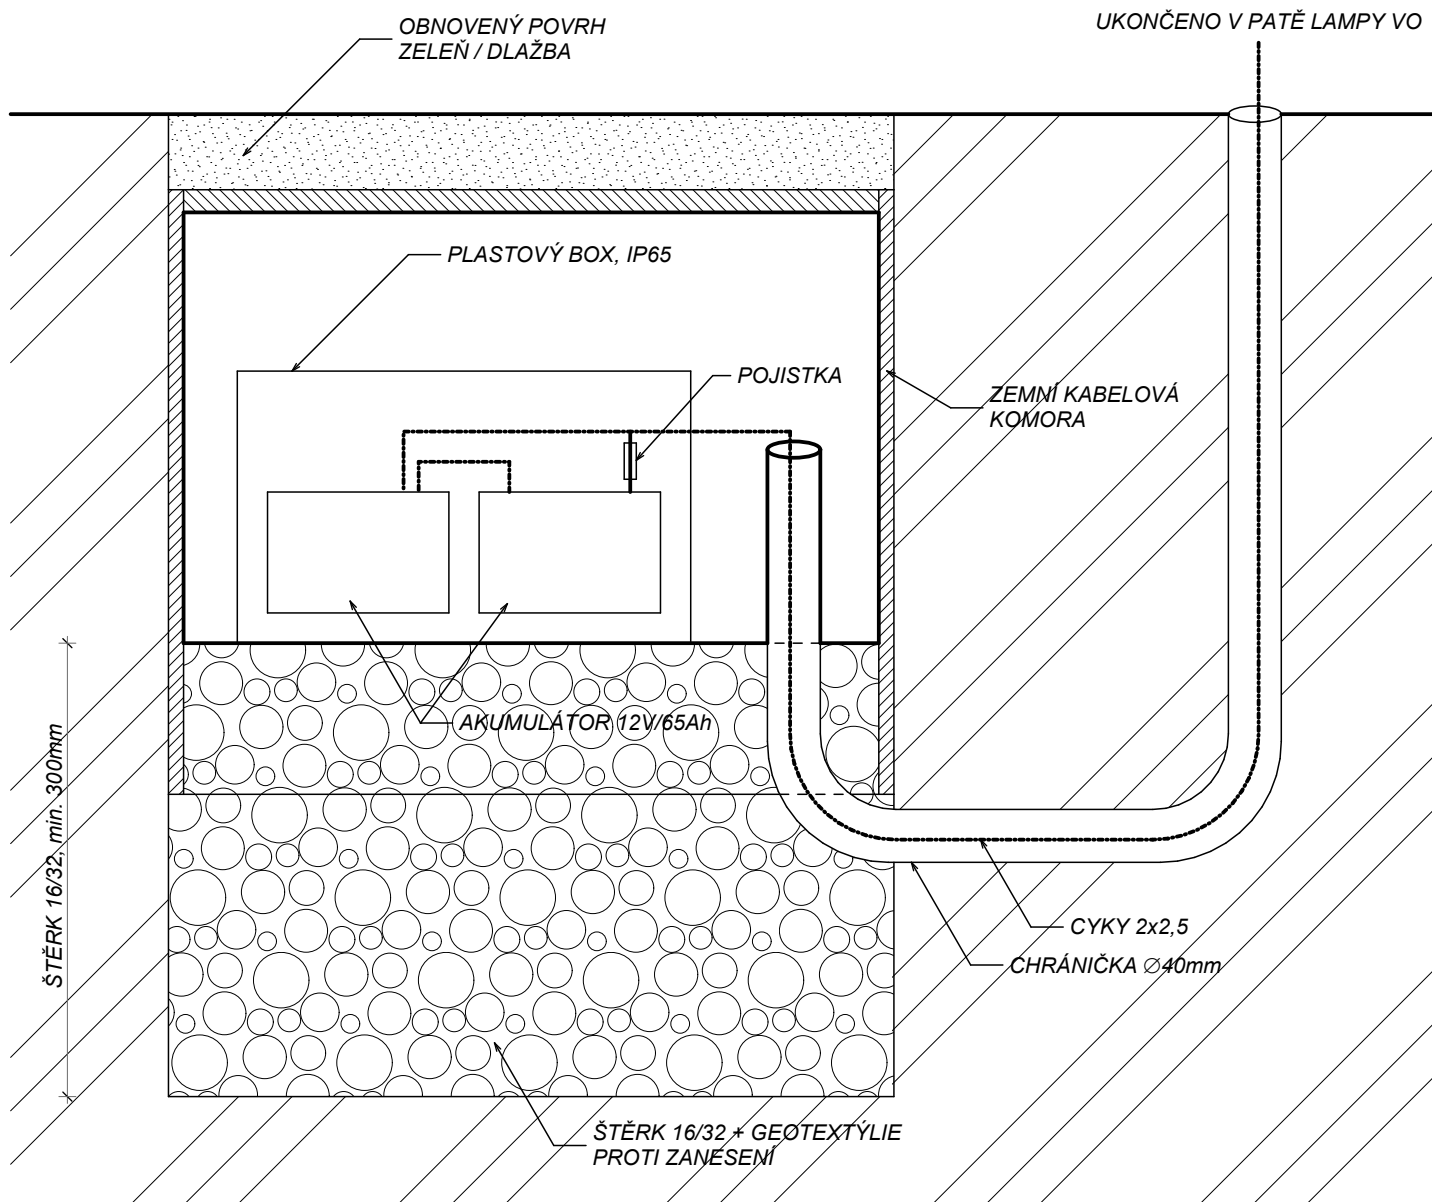 OBNOVENÝ POVRH
ZELEŇ / DLAŽBA
UKONČENO V PATĚ LAMPY VO
PLASTOVÝ BOX, IP65
POJISTKA
ZEMNÍ KABELOVÁ
KOMORA
AKUMULÁTOR 12V/65Ah
ŠTĚRK 16/32, min. 300mm
CYKY 2x2,5
CHRÁNIČKA ∅40mm
ŠTĚRK 16/32 + GEOTEXTÝLIE
PROTI ZANESENÍ